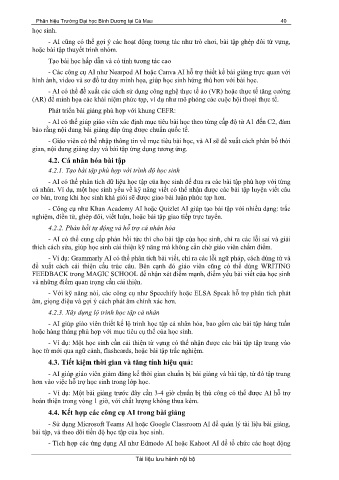 Phân hiệu Trường Đại học Bình Dương tại Cà Mau 40
học sinh.
- AI cũng có thể gợi ý các hoạt động tương tác như trò chơi, bài tập ghép đôi từ vựng,
hoặc bài tập thuyết trình nhóm.
Tạo bài học hấp dẫn và có tính tương tác cao
- Các công cụ AI như Nearpod AI hoặc Canva AI hỗ trợ thiết kế bài giảng trực quan với
hình ảnh, video và sơ đồ tư duy minh họa, giúp học sinh hứng thú hơn với bài học.
- AI có thể đề xuất các cách sử dụng công nghệ thực tế ảo (VR) hoặc thực tế tăng cường
(AR) để minh họa các khái niệm phức tạp, ví dụ như mô phỏng các cuộc hội thoại thực tế.
Phát triển bài giảng phù hợp với khung CEFR:
- AI có thể giúp giáo viên xác định mục tiêu bài học theo từng cấp độ từ A1 đến C2, đảm
bảo rằng nội dung bài giảng đáp ứng được chuẩn quốc tế.
- Giáo viên có thể nhập thông tin về mục tiêu bài học, và AI sẽ đề xuất cách phân bổ thời
gian, nội dung giảng dạy và bài tập ứng dụng tương ứng.
4.2. Cá nhân hóa bài tập
4.2.1. Tạo bài tập phù hợp với trình độ học sinh
- AI có thể phân tích dữ liệu học tập của học sinh để đưa ra các bài tập phù hợp với từng
cá nhân. Ví dụ, một học sinh yếu về kỹ năng viết có thể nhận được các bài tập luyện viết câu
cơ bản, trong khi học sinh khá giỏi sẽ được giao bài luận phức tạp hơn.
- Công cụ như Khan Academy AI hoặc Quizlet AI giúp tạo bài tập với nhiều dạng: trắc
nghiệm, điền từ, ghép đôi, viết luận, hoặc bài tập giao tiếp trực tuyến.
4.2.2. Phản hồi tự động và hỗ trợ cá nhân hóa
- AI có thể cung cấp phản hồi tức thì cho bài tập của học sinh, chỉ ra các lỗi sai và giải
thích cách sửa, giúp học sinh cải thiện kỹ năng mà không cần chờ giáo viên chấm điểm.
- Ví dụ: Grammarly AI có thể phân tích bài viết, chỉ ra các lỗi ngữ pháp, cách dùng từ và
đề xuất cách cải thiện cấu trúc câu. Bên cạnh đó giáo viên cũng có thể dùng WRITING
FEEDBACK trong MAGIC SCHOOL để nhận xét điểm mạnh, điểm yếu bài viết của học sinh
và những điểm quan trọng cần cải thiện.
- Với kỹ năng nói, các công cụ như Speechify hoặc ELSA Speak hỗ trợ phân tích phát
âm, giọng điệu và gợi ý cách phát âm chính xác hơn.
4.2.3. Xây dựng lộ trình học tập cá nhân
- AI giúp giáo viên thiết kế lộ trình học tập cá nhân hóa, bao gồm các bài tập hàng tuần
hoặc hàng tháng phù hợp với mục tiêu cụ thể của học sinh.
- Ví dụ: Một học sinh cần cải thiện từ vựng có thể nhận được các bài tập tập trung vào
học từ mới qua ngữ cảnh, flashcards, hoặc bài tập trắc nghiệm.
4.3. Tiết kiệm thời gian và tăng tính hiệu quả:
- AI giúp giáo viên giảm đáng kể thời gian chuẩn bị bài giảng và bài tập, từ đó tập trung
hơn vào việc hỗ trợ học sinh trong lớp học.
- Ví dụ: Một bài giảng trước đây cần 3-4 giờ chuẩn bị thủ công có thể được AI hỗ trợ
hoàn thiện trong vòng 1 giờ, với chất lượng không thua kém.
4.4. Kết hợp các công cụ AI trong bài giảng
- Sử dụng Microsoft Teams AI hoặc Google Classroom AI để quản lý tài liệu bài giảng,
bài tập, và theo dõi tiến độ học tập của học sinh.
- Tích hợp các ứng dụng AI như Edmodo AI hoặc Kahoot AI để tổ chức các hoạt động
Tài liệu lưu hành nội bộ